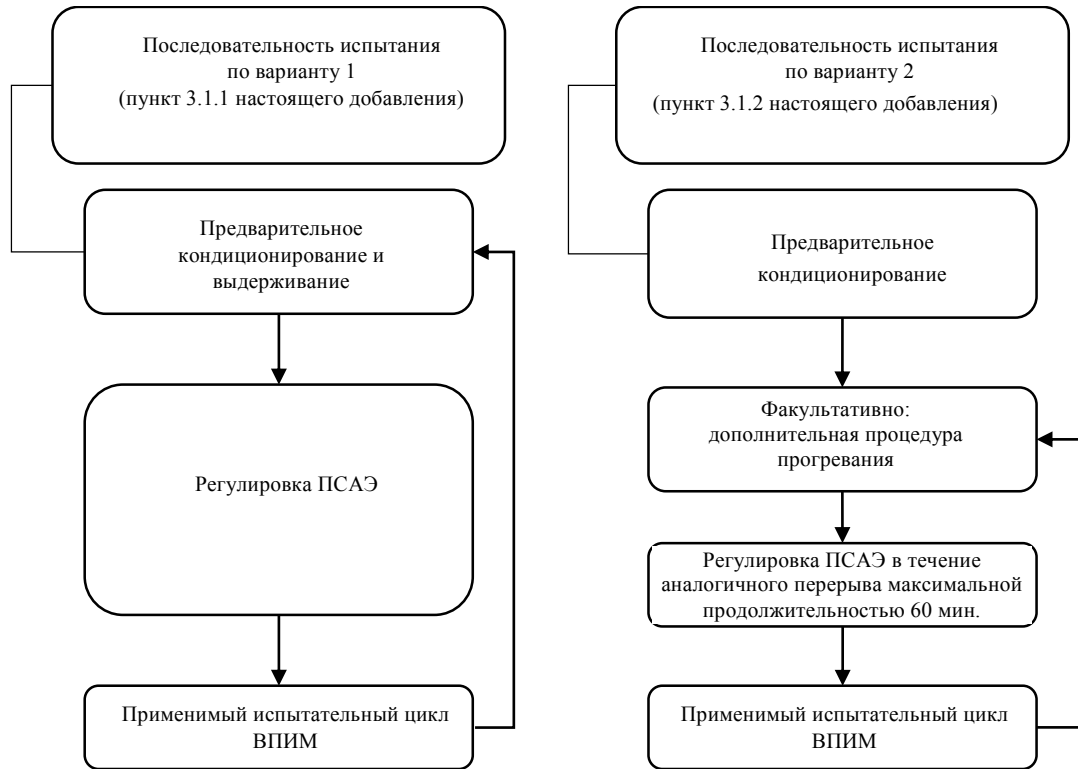 Последовательность испытания
по варианту 1
(пункт 3.1.1 настоящего добавления)
Предварительное
кондиционирование и
выдерживание
Регулировка ПСАЭ
Применимый испытательный цикл
ВПИМ
Последовательность испытания
по варианту 2
(пункт 3.1.2 настоящего добавления)
Предварительное
кондиционирование
Факультативно:
дополнительная процедура
прогревания
Регулировка ПСАЭ в течение
аналогичного перерыва максимальной
продолжительностью 60 мин.
Применимый испытательный цикл
ВПИМ